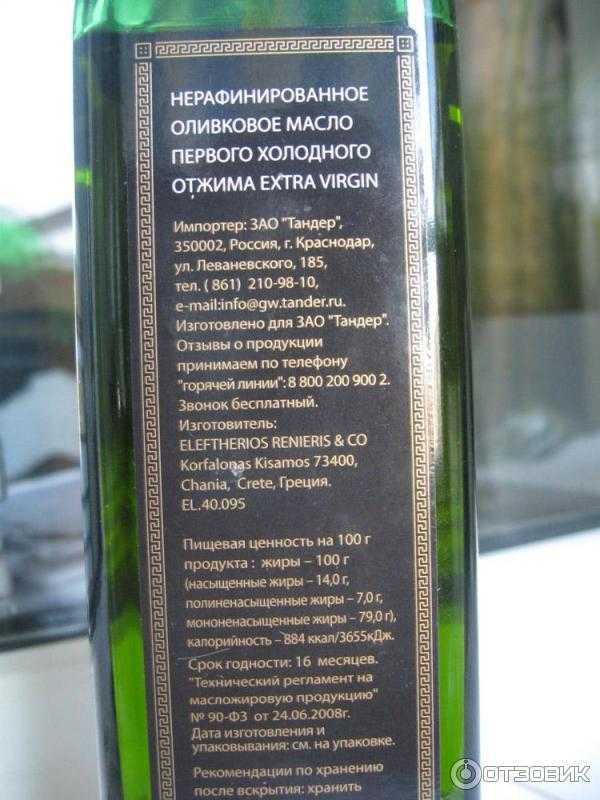 НЕРАФИНИРОВАННОЕ
ОЛИВКОВОЕ МАСЛО
ПЕРВОГО ХОЛОДНОГО
ОТЖИМА EXTRA VIRGIN
Импортер: ЗАО "Тандер",
350002, Россия, г. Краснодар,
ул. Леваневского, 185,
тел. ( 861) 210-98-10,
e-mail:info@gw.tander.ru.
Изготовлено для ЗАО "Тандер".
Отзывы о продукции
принимаем по телефону
"горячей линии": 8 800 200 900 2.
Звонок бесплатный.
Изготовитель:
ELEFTHERIOS RENIERIS & CO
Korfalonas Kisamos 73400,
Chania, Crete, Греция.
EL.40.095
Пищевая ценность на 100 г
продукта : жиры – 100 г
(насыщенные жиры – 14,0 г,
полиненасыщенные жиры – 7,0 г,
мононенасыщенные жиры – 79,0 г),
калорийность – 884 ккал/3655кДж.
Срок годности: 16 месяцев.
"Технический регламент на
масложировую продукцию"
№ 90-ФЗ от 24.06.2008г.
Дата изготовления и
упаковывания: см. на упаковке.
Рекомендации по хранению
после вскрытия: хранить
ОТЗОВИК